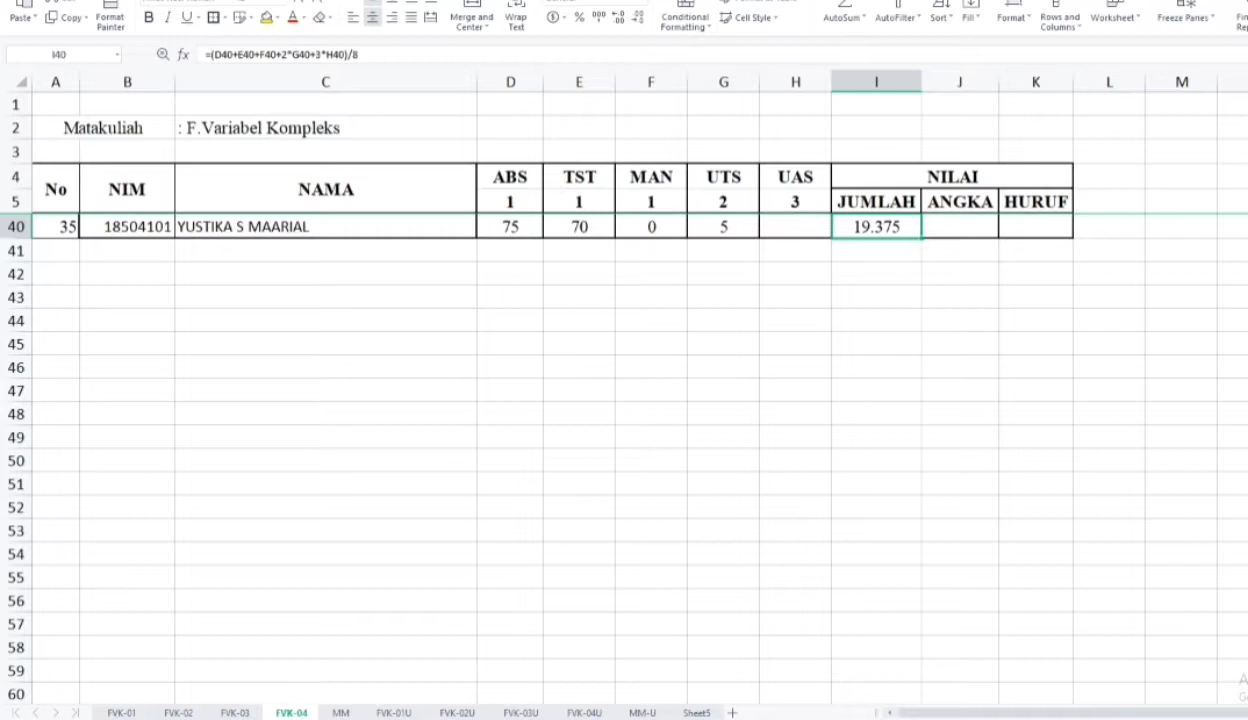 Paste Copy Format Painter B I U A Merge and Center Wrap Text % 000 Conditional Formatting Cell Style AutoSum AutoFilter Sort Fill Format Rows and Columns Worksheet Freeze Panes
I40 fx =(D40+E40+F40+2*G40+3*H40)/8
A B C D E F G H I J K L M
1
2 Matakuliah : F.Variabel Kompleks
3
4 No NIM NAMA ABS TST MAN UTS UAS NILAI
5 1 1 1 2 3 JUMLAH ANGKA HURUF
40 35 18504101 YUSTIKA S MAARIAL 75 70 0 5 19.375
41
42
43
44
45
46
47
48
49
50
51
52
53
54
55
56
57
58
59
60
FVK-01 FVK-02 FVK-03 FVK-04 MM FVK-01U FVK-02U FVK-03U FVK-04U MM-U Sheet5 +